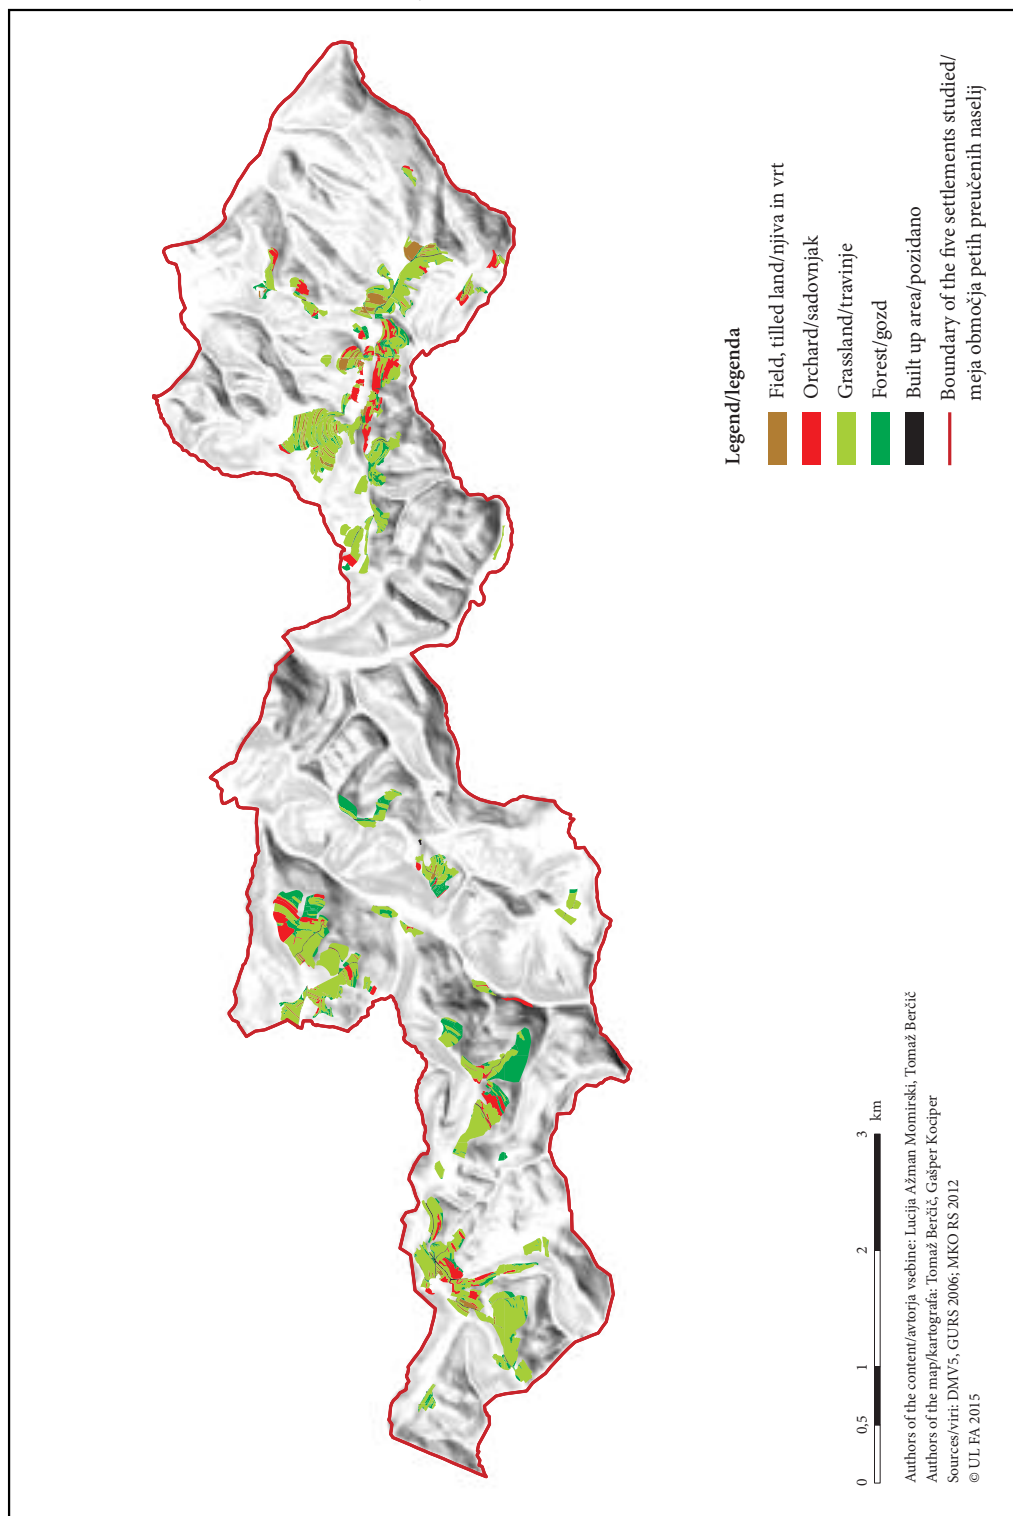 Legend/legenda
Field, tilled land/njiva in vrt
Orchard/sadovnjak
Grassland/travinje
Forest/gozd
Built up area/pozidano
Boundary of the five settlements studied/
meja območja petih preučenih naselij
0 0,5 1 2 3 km
Authors of the content/avtorja vsebine: Lucija Ažman Momirski, Tomaž Berčič
Authors of the map/kartografa: Tomaž Berčič, Gašper Kociper
Sources/viri: DMV5, GURS 2006; MKO RS 2012
© UL FA 2015